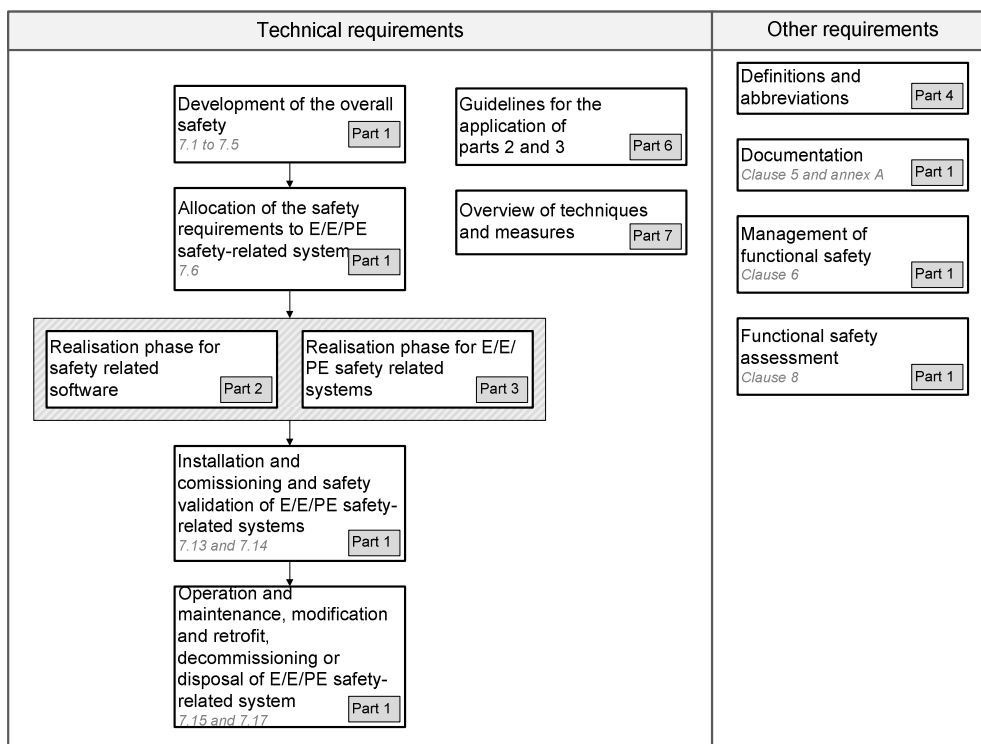 Technical requirements
Other requirements
Development of the overall
safety
7.1 to 7.5
Part 1
Guidelines for the
application of
parts 2 and 3
Part 6
Allocation of the safety
requirements to E/E/PE
safety-related system
7.6
Part 1
Overview of techniques
and measures
Part 7
Realisation phase for
safety related
software
Part 2
Realisation phase for E/E/
PE safety related
systems
Part 3
Installation and
comissioning and safety
validation of E/E/PE safety-
related systems
7.13 and 7.14
Part 1
Operation and
maintenance, modification
and retrofit,
decommissioning or
disposal of E/E/PE safety-
related system
7.15 and 7.17
Part 1
Definitions and
abbreviations
Part 4
Documentation
Clause 5 and annex A
Part 1
Management of
functional safety
Clause 6
Part 1
Functional safety
assessment
Clause 8
Part 1